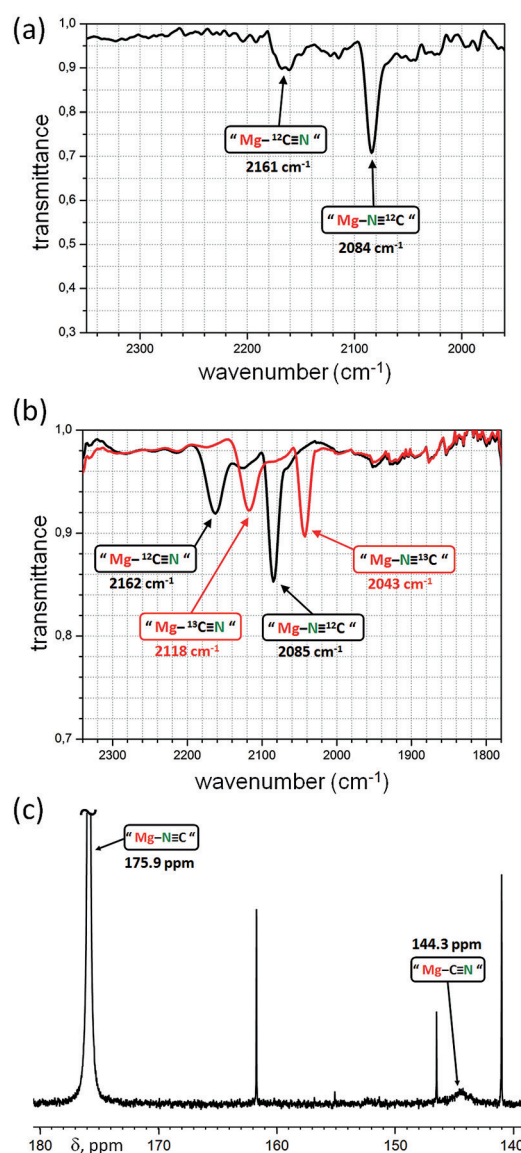 (a)
1,0
0,9
0,8
0,7
0,6
0,5
0,4
0,3
transmittance
“ Mg–¹²C≡N “
2161 cm⁻¹
“ Mg–N≡¹²C “
2084 cm⁻¹
2300 2200 2100 2000
wavenumber (cm⁻¹)
(b)
1,0
0,9
0,8
0,7
transmittance
“ Mg–¹²C≡N “
2162 cm⁻¹
“ Mg–N≡¹³C “
2043 cm⁻¹
“ Mg–¹³C≡N “
2118 cm⁻¹
“ Mg–N≡¹²C “
2085 cm⁻¹
2300 2200 2100 2000 1900 1800
wavenumber (cm⁻¹)
(c)
“ Mg–N≡C “
175.9 ppm
144.3 ppm
“ Mg–C≡N “
180 δ, ppm 170 160 150 140